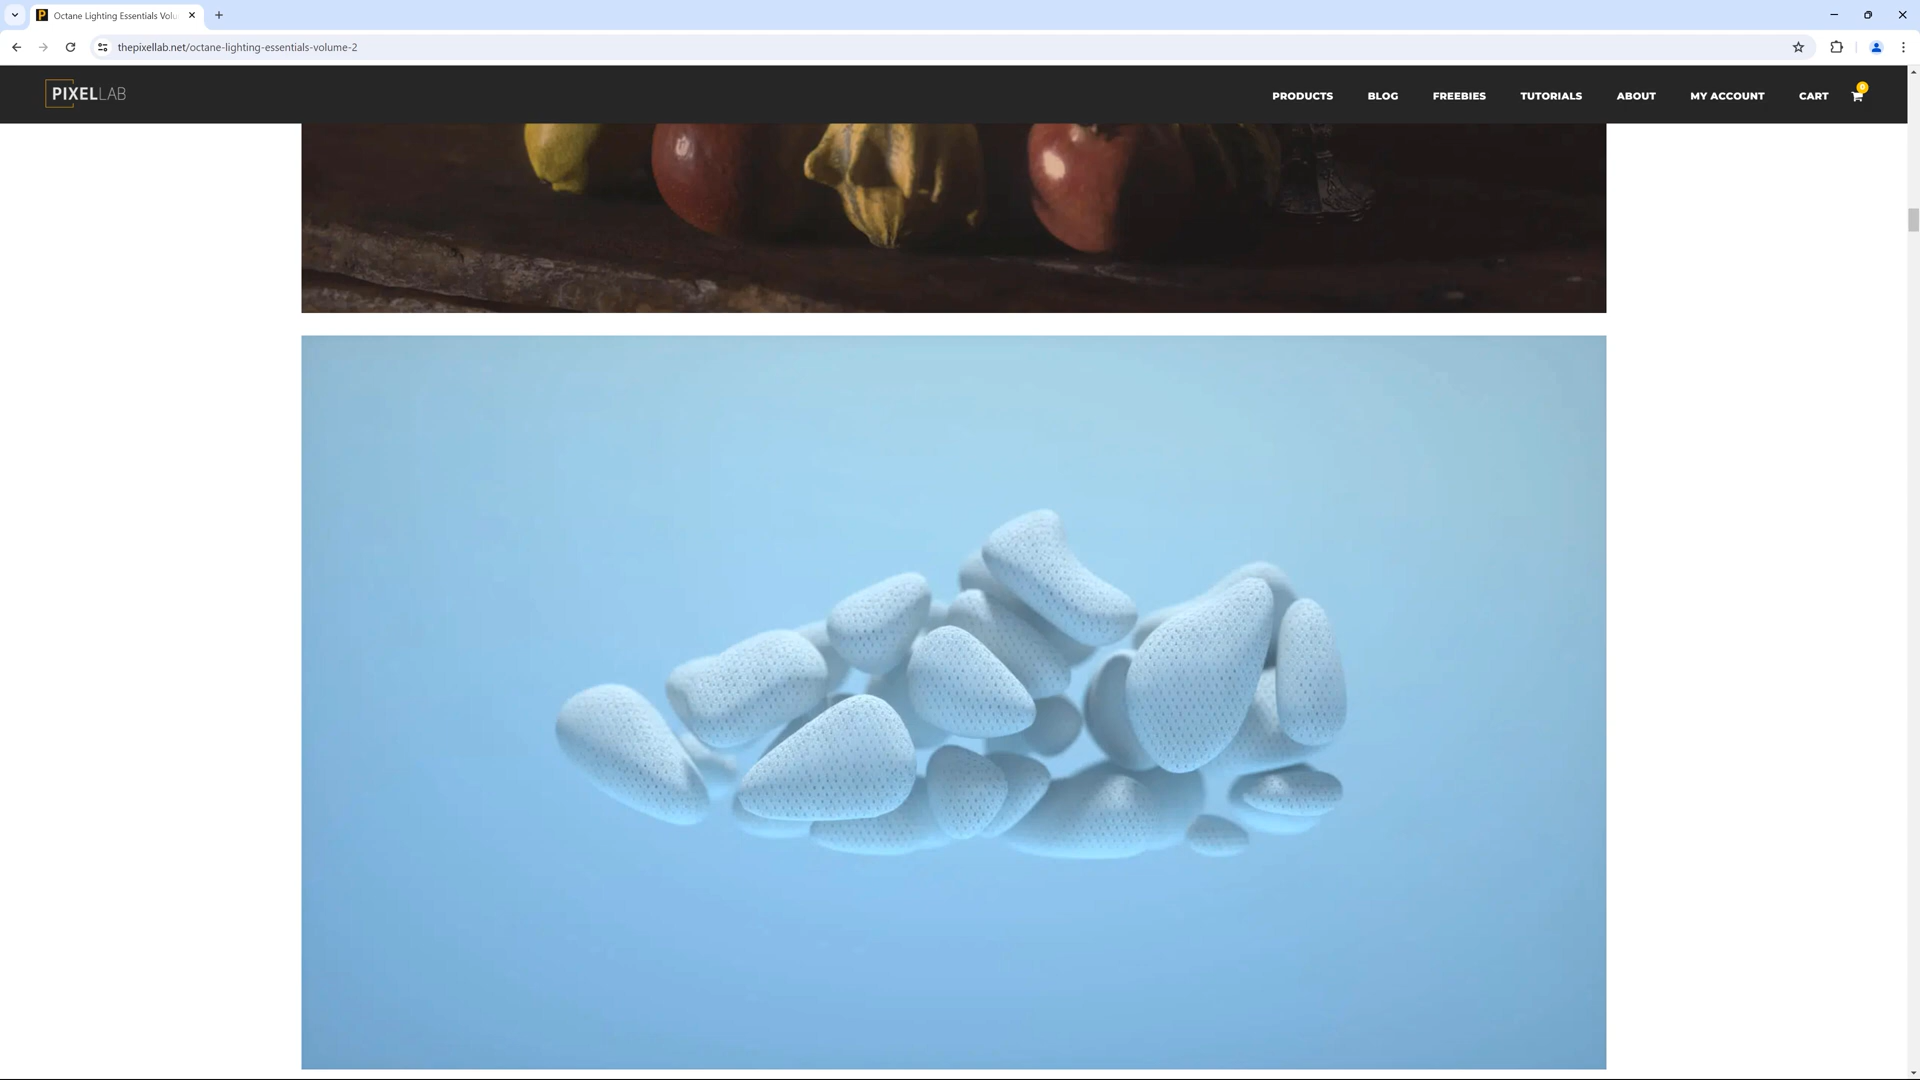 Octane Lighting Essentials Volu
thepixellab.net/octane-lighting-essentials-volume-2
PIXELLAB
PRODUCTS
BLOG
FREEBIES
TUTORIALS
ABOUT
MY ACCOUNT
CART
0